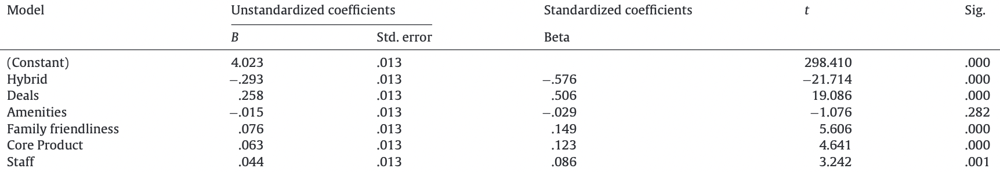 Model Unstandardized coefficients Standardized coefficients t Sig.
B Std. error Beta
(Constant) 4.023 .013 298.410 .000
Hybrid −.293 .013 −.576 −21.714 .000
Deals .258 .013 .506 19.086 .000
Amenities −.015 .013 −.029 −1.076 .282
Family friendliness .076 .013 .149 5.606 .000
Core Product .063 .013 .123 4.641 .000
Staff .044 .013 .086 3.242 .001